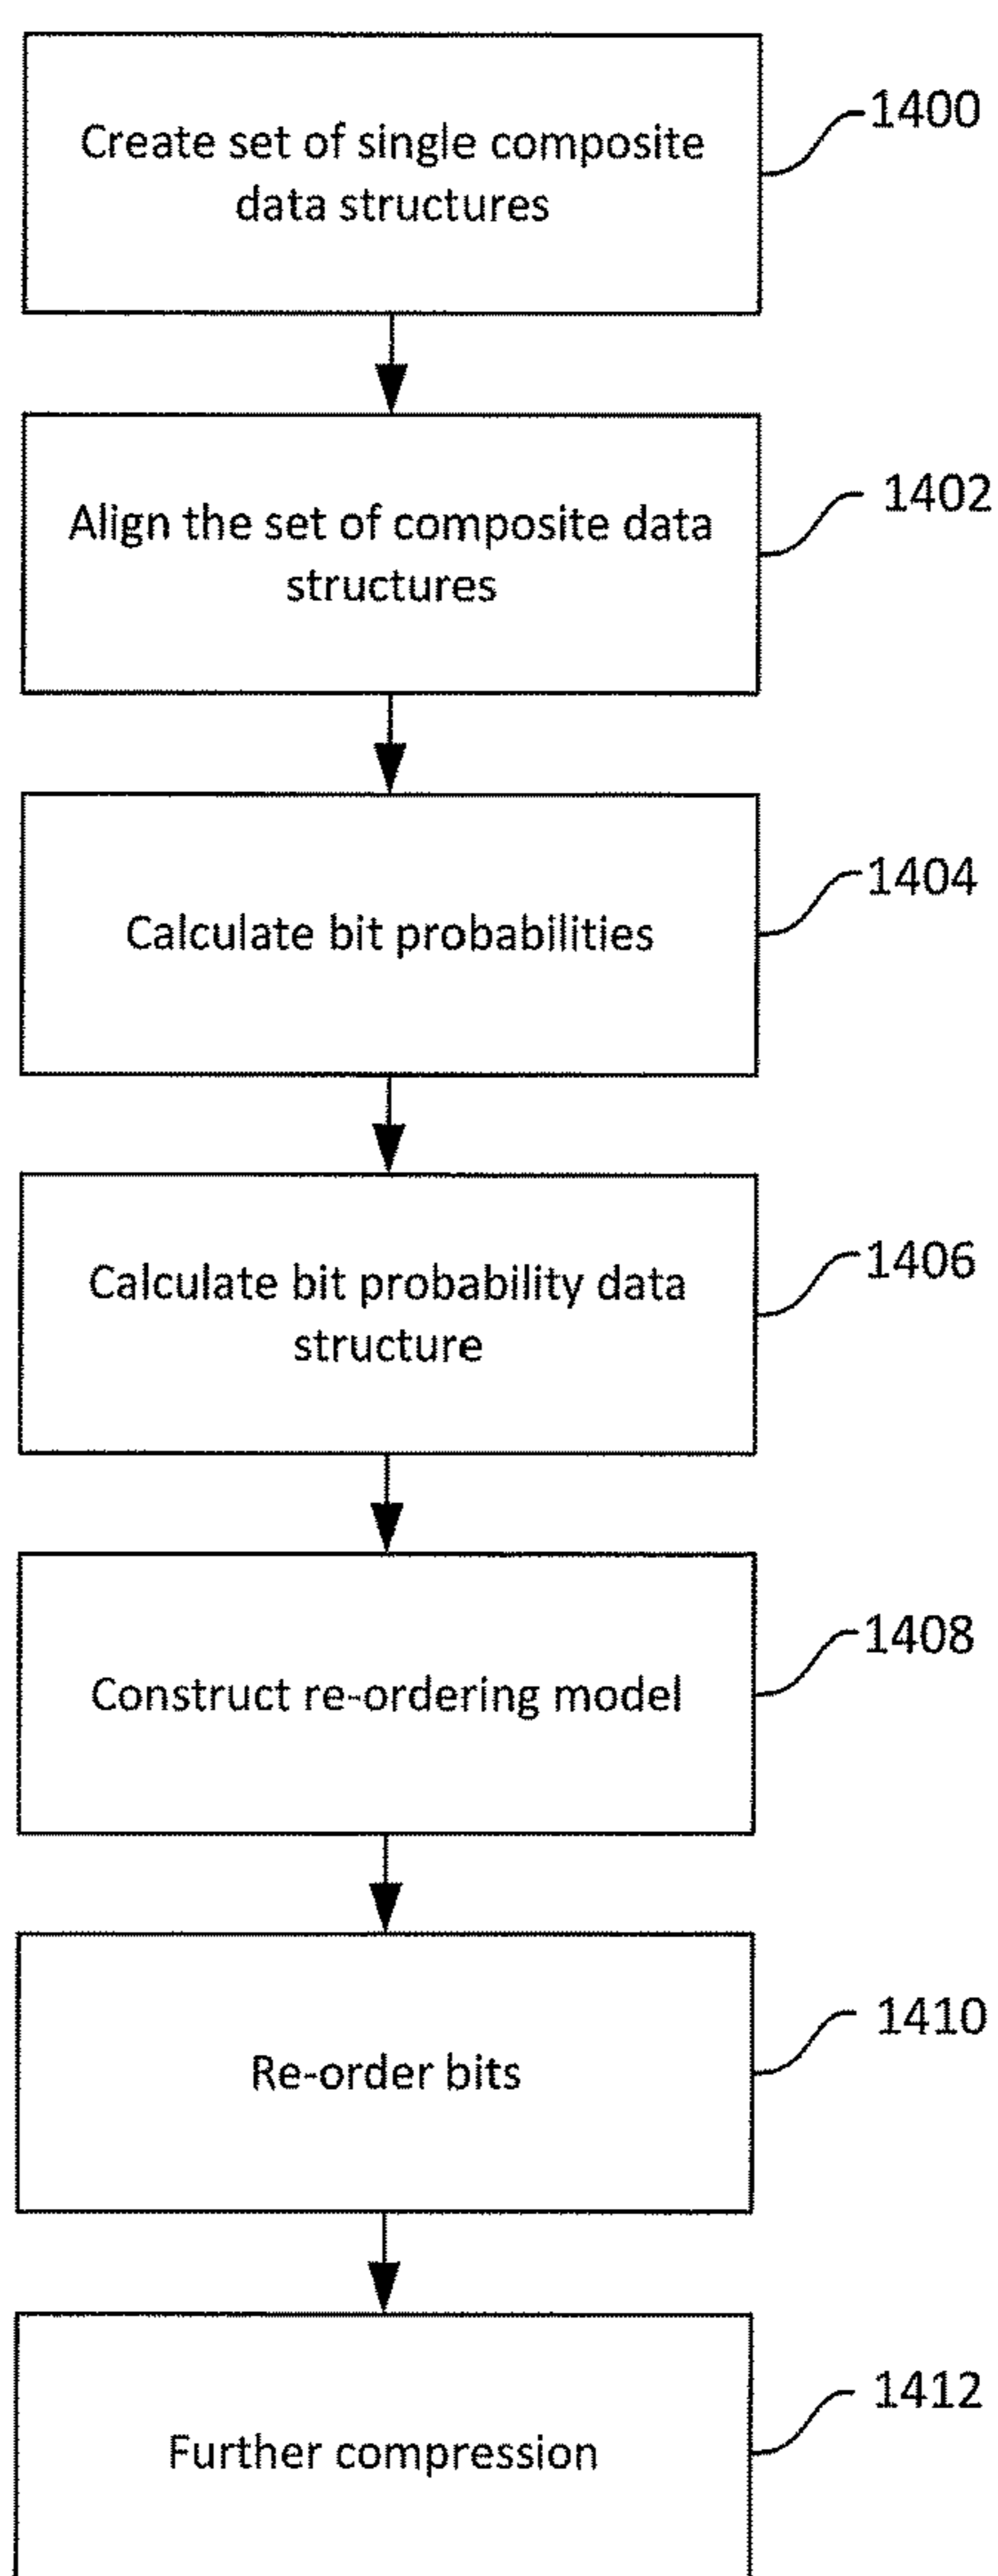 Create set of single composite
data structures
1400
Align the set of composite data
structures
1402
Calculate bit probabilities
1404
Calculate bit probability data
structure
1406
Construct re-ordering model
1408
Re-order bits
1410
Further compression
1412